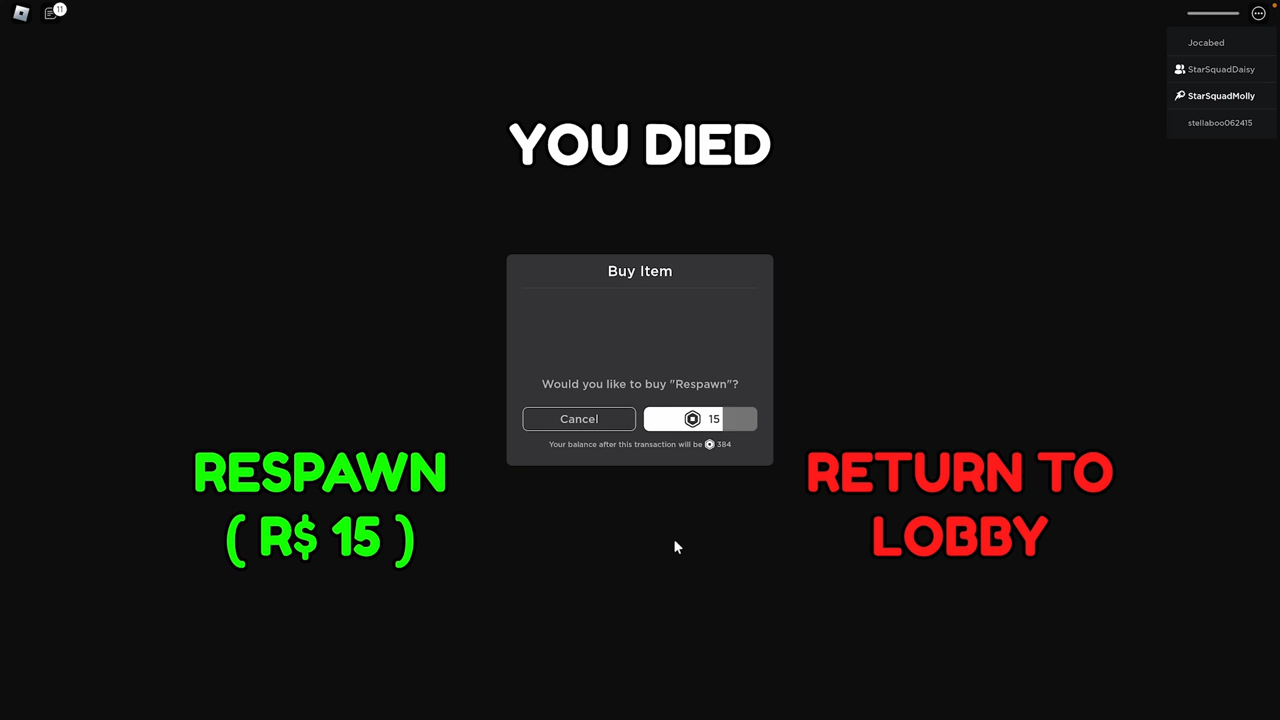 11
Jocabed
StarSquadDaisy
StarSquadMolly
stellaboo062415
YOU DIED
Buy Item
Would you like to buy "Respawn"?
Cancel
15
Your balance after this transaction will be 384
RESPAWN
( R$ 15 )
RETURN TO
LOBBY